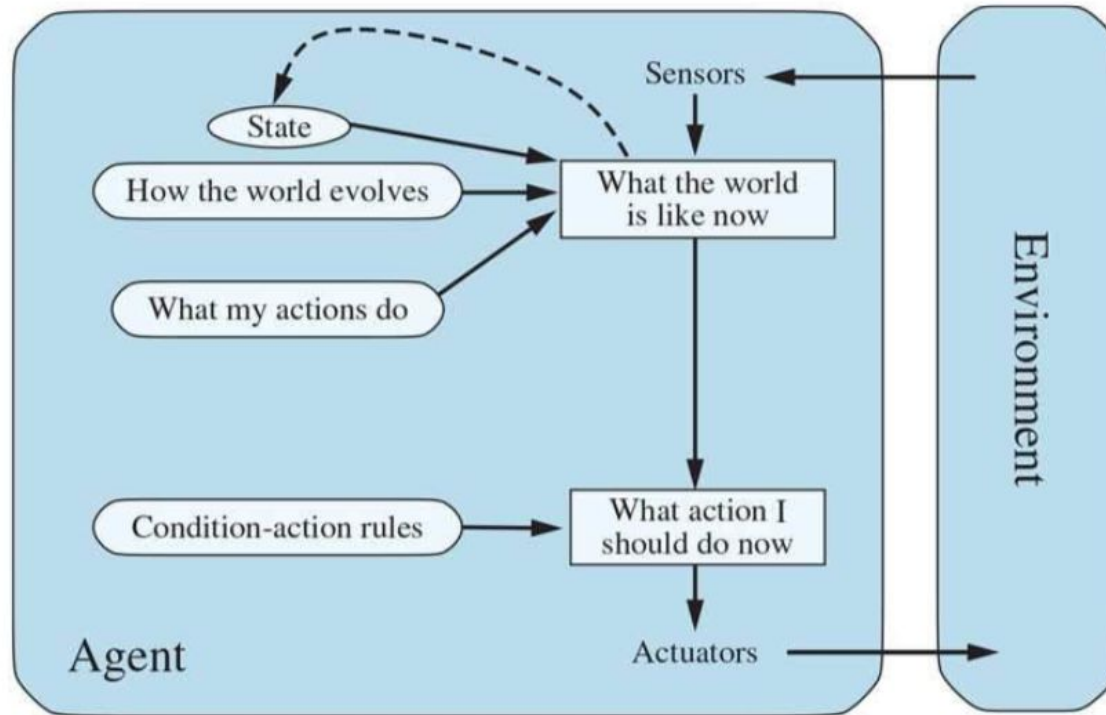 Sensors
State
How the world evolves
What the world
is like now
What my actions do
Environment
Condition-action rules
What action I
should do now
Agent
Actuators